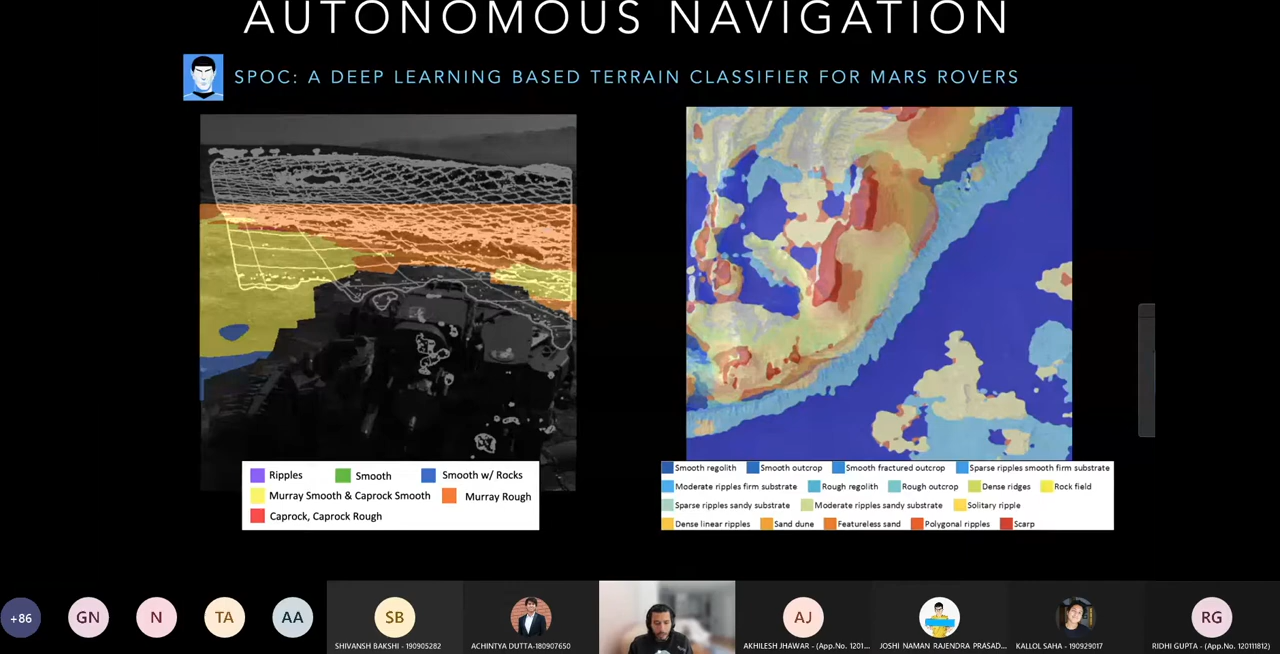 AUTONOMOUS NAVIGATION
SPOC: A DEEP LEARNING BASED TERRAIN CLASSIFIER FOR MARS ROVERS
Ripples Smooth Smooth w/ Rocks
Murray Smooth & Caprock Smooth Murray Rough
Caprock, Caprock Rough
Smooth regolith Smooth outcrop Smooth fractured outcrop Sparse ripples smooth firm substrate
Moderate ripples firm substrate Rough regolith Rough outcrop Dense ridges Rock field
Sparse ripples sandy substrate Moderate ripples sandy substrate Solitary ripple
Dense linear ripples Sand dune Featureless sand Polygonal ripples Scarp
+86 GN N TA AA SB AJ RG
SHIVANSH BAKSHI - 190905282 ACHINTYA DUTTA-180907650 AKHILESH JHAWAR - (App.No. 1201... JOSHI NAMAN RAJENDRA PRASAD... KALLOL SAHA - 190929017 RIDHI GUPTA - (App.No. 12011812)